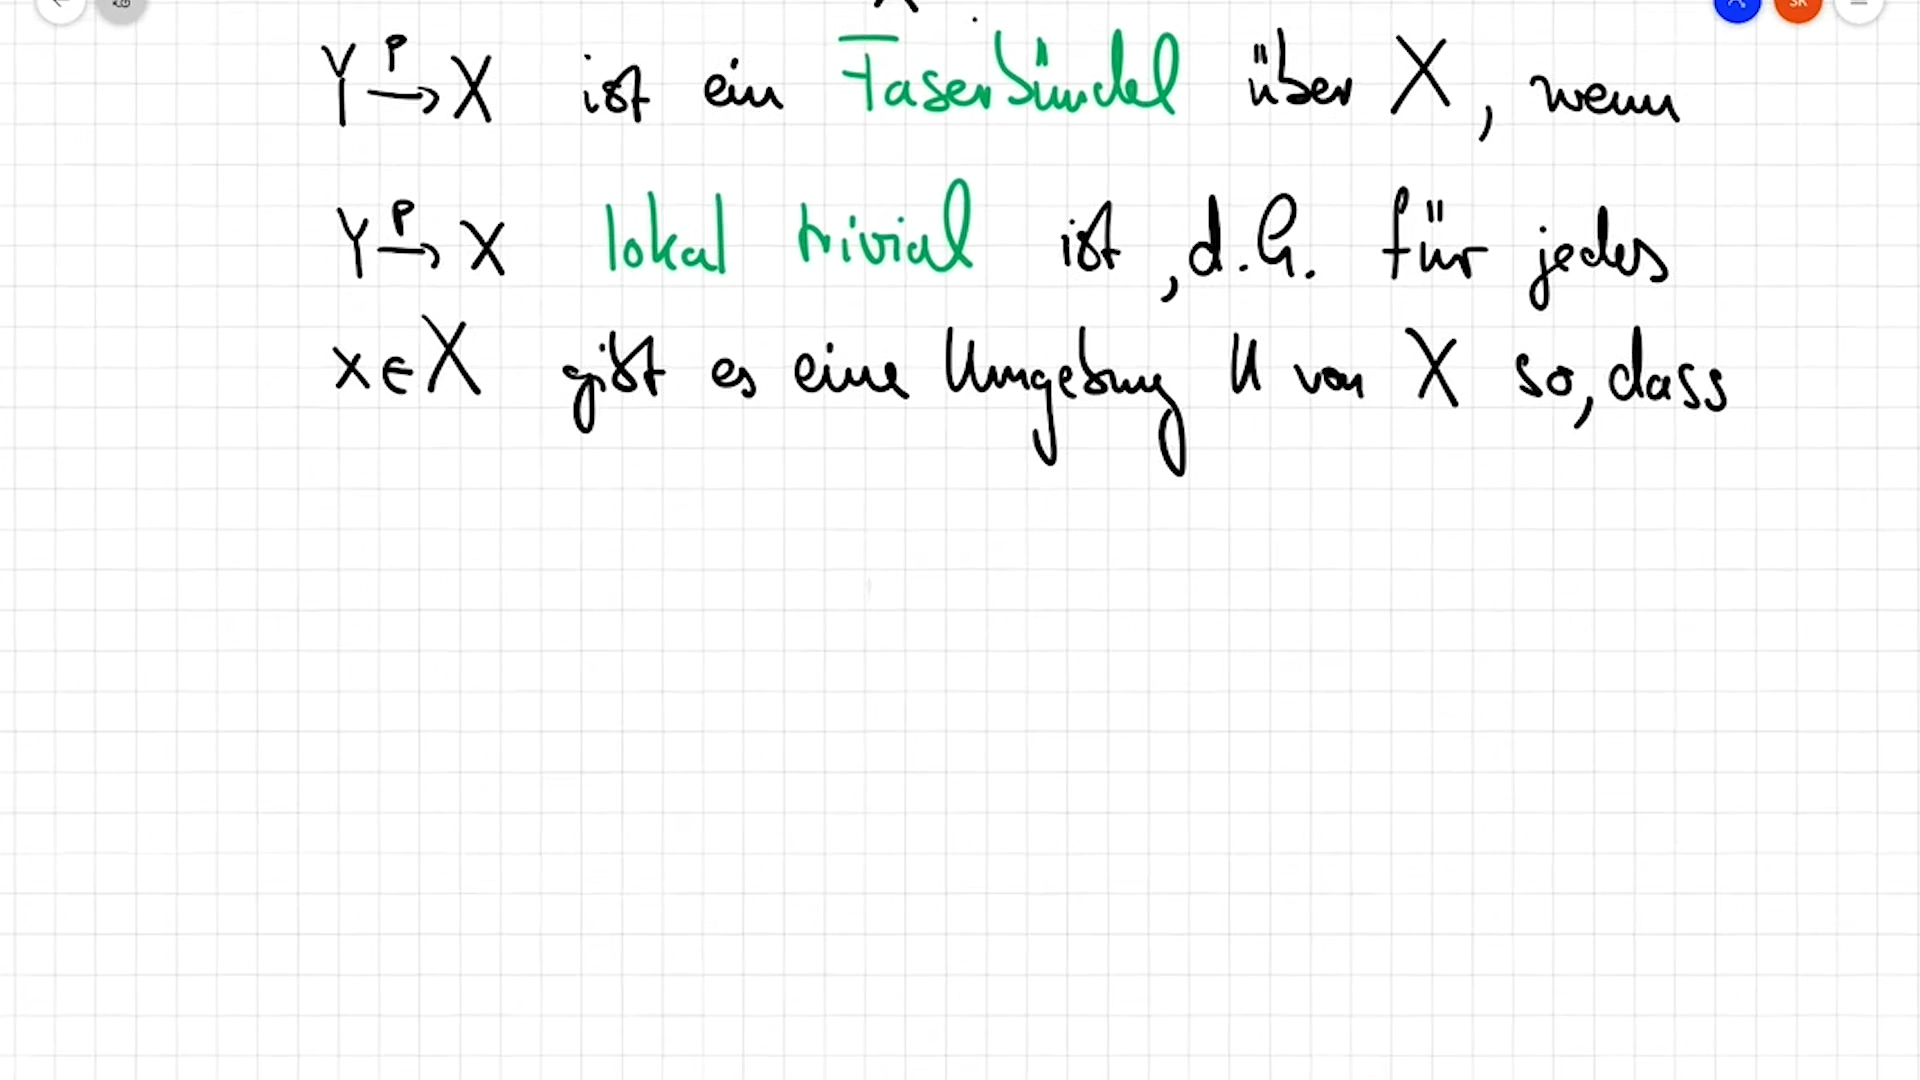 Y →ᵖ X ist ein Faserbündel über X, wenn
Y →ᵖ X lokal trivial ist, d.h. für jedes
x ∈ X gibt es eine Umgebung U von X so, dass